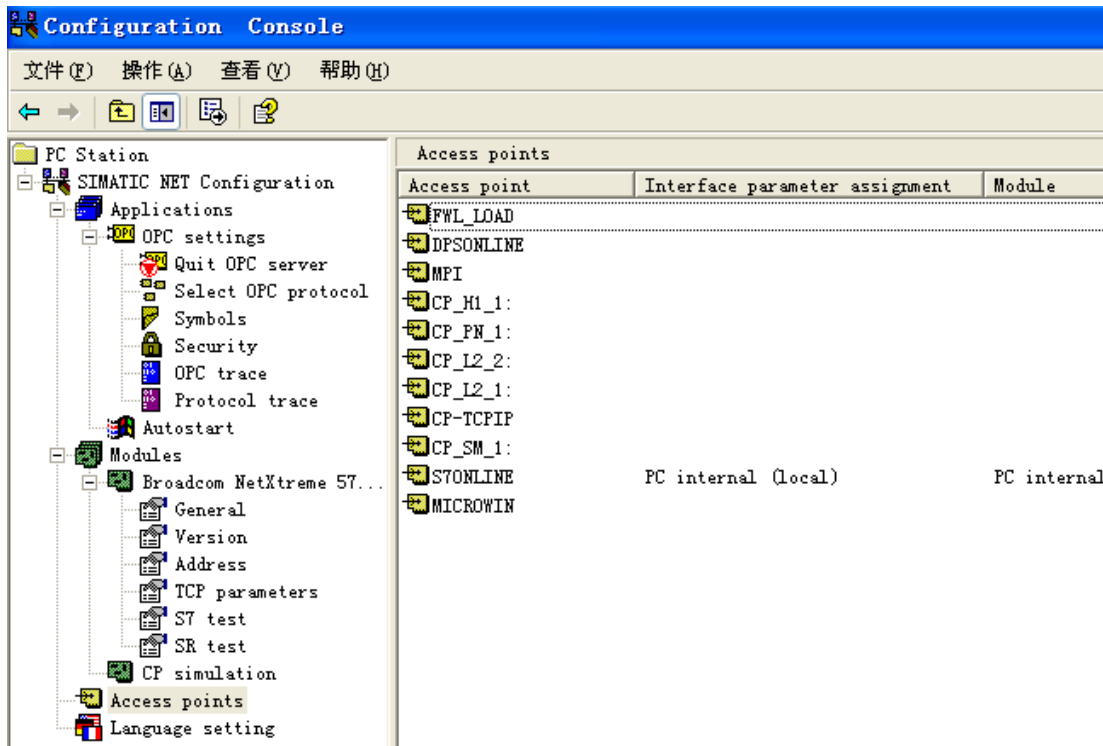 Configuration Console
文件(F) 操作(A) 查看(V) 帮助(H)
PC Station
SIMATIC NET Configuration
Applications
OPC settings
Quit OPC server
Select OPC protocol
Symbols
Security
OPC trace
Protocol trace
Autostart
Modules
Broadcom NetXtreme 57...
General
Version
Address
TCP parameters
S7 test
SR test
CP simulation
Access points
Language setting
Access points
Access point Interface parameter assignment Module
FWL_LOAD
DPSONLINE
MPI
CP_H1_1:
CP_PN_1:
CP_L2_2:
CP_L2_1:
CP-TCPIP
CP_SM_1:
S7ONLINE PC internal (local) PC internal
MICROWIN